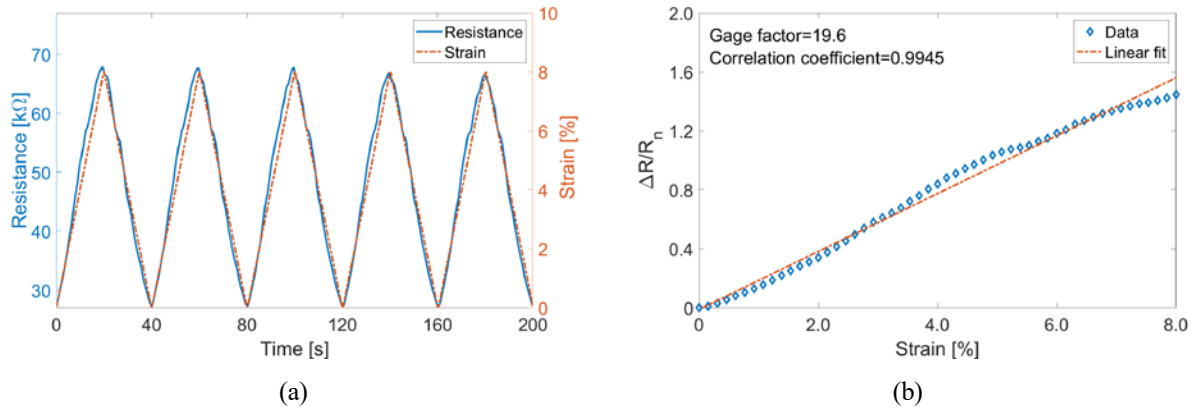 Resistance [kΩ]
70
60
50
40
30
Resistance
Strain
10
8
6
4
2
0
Strain [%]
0
40
80
120
160
200
Time [s]
(a)
ΔR/Rₙ
2.0
1.6
1.2
0.8
0.4
0
Gage factor=19.6
Correlation coefficient=0.9945
Data
Linear fit
0
2.0
4.0
6.0
8.0
Strain [%]
(b)